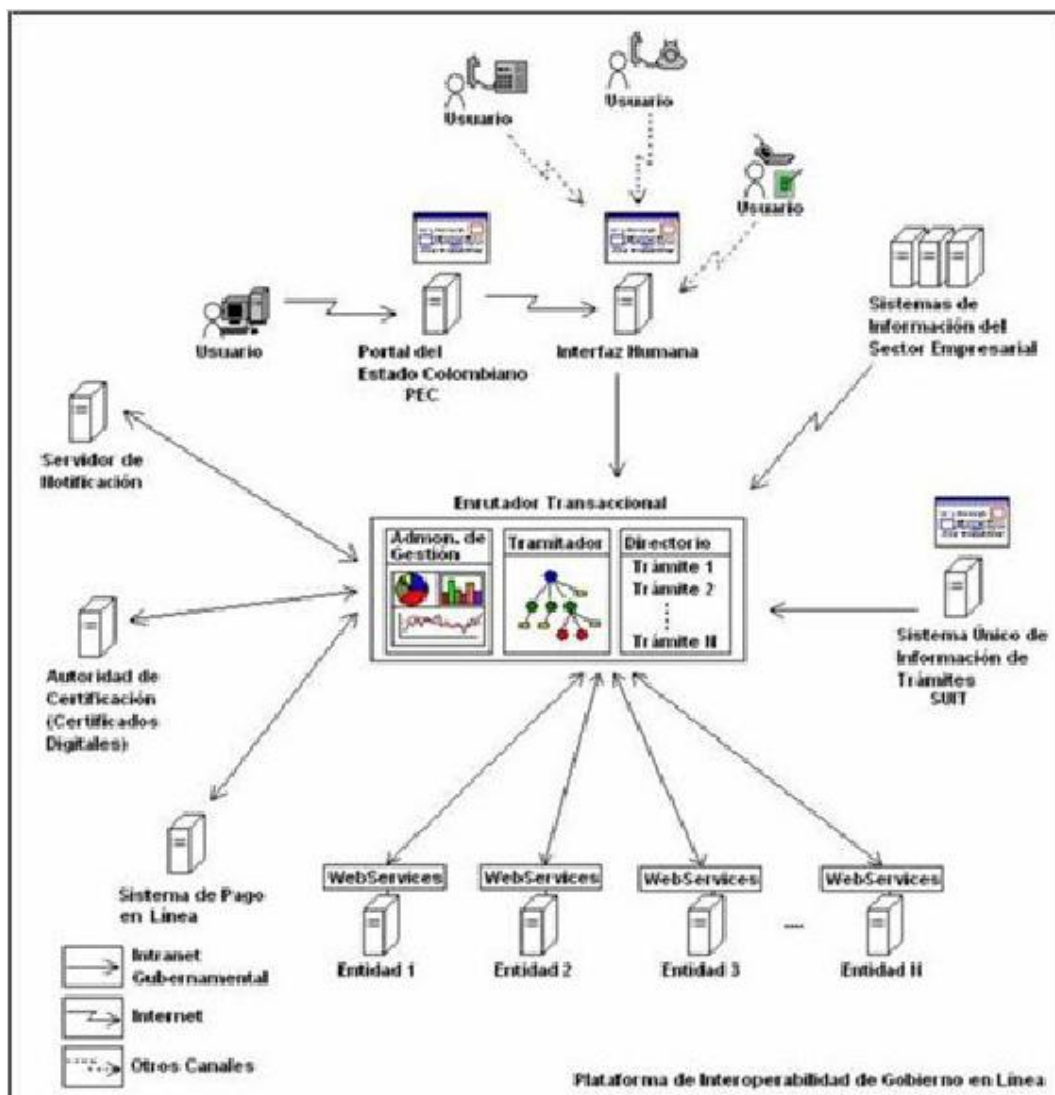 Usuario
Usuario
Usuario
Usuario
Portal del
Estado Colombiano
PEC
Interfaz Humana
Sistemas de
Información del
Sector Empresarial
Servidor de
Notificación
Enrutador Transaccional
Admon. de
Gestión
Tramitador
Directorio
Trámite 1
Trámite 2
Trámite N
Sistema Único de
Información de
Trámites
SUIT
Autoridad de
Certificación
(Certificados
Digitales)
Sistema de Pago
en Línea
WebServices
WebServices
WebServices
WebServices
Entidad 1
Entidad 2
Entidad 3
....
Entidad N
Intranet
Gubernamental
Internet
Otros Canales
Plataforma de Interoperabilidad de Gobierno en Línea